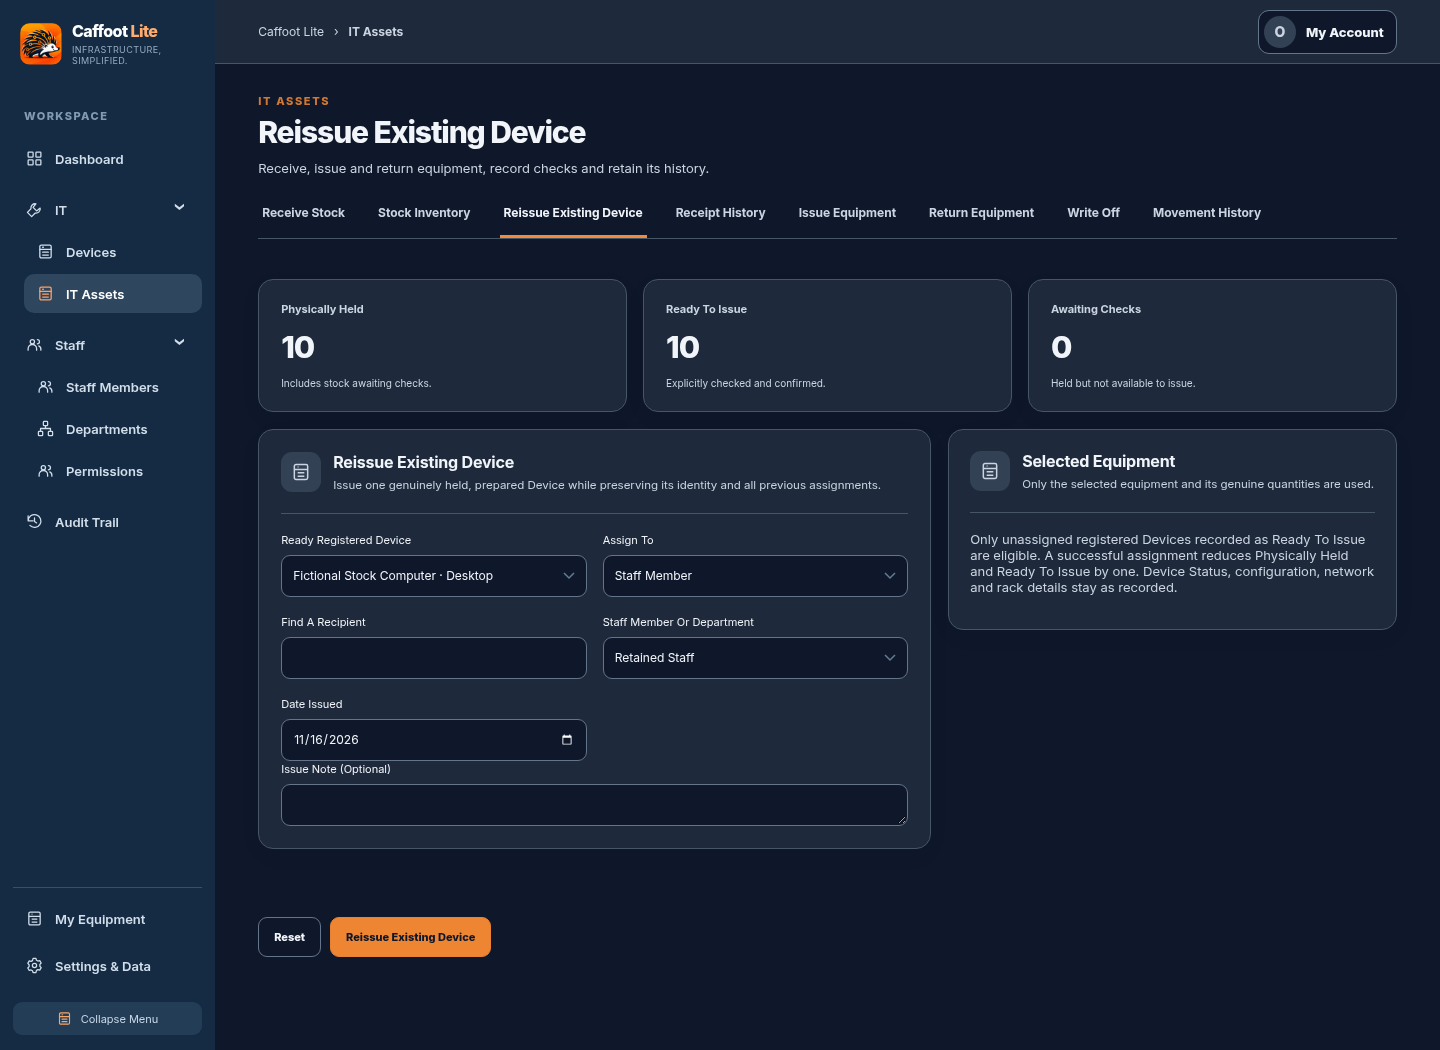 Caffoot Lite
INFRASTRUCTURE,
SIMPLIFIED.
WORKSPACE
Dashboard
IT
Devices
IT Assets
Staff
Staff Members
Departments
Permissions
Audit Trail
My Equipment
Settings & Data
Collapse Menu
Caffoot Lite › IT Assets
O My Account
IT ASSETS
Reissue Existing Device
Receive, issue and return equipment, record checks and retain its history.
Receive Stock Stock Inventory Reissue Existing Device Receipt History Issue Equipment Return Equipment Write Off Movement History
Physically Held
10
Includes stock awaiting checks.
Ready To Issue
10
Explicitly checked and confirmed.
Awaiting Checks
0
Held but not available to issue.
Reissue Existing Device
Issue one genuinely held, prepared Device while preserving its identity and all previous assignments.
Ready Registered Device
Fictional Stock Computer · Desktop
Assign To
Staff Member
Find A Recipient
Staff Member Or Department
Retained Staff
Date Issued
11/16/2026
Issue Note (Optional)
Selected Equipment
Only the selected equipment and its genuine quantities are used.
Only unassigned registered Devices recorded as Ready To Issue
are eligible. A successful assignment reduces Physically Held
and Ready To Issue by one. Device Status, configuration, network
and rack details stay as recorded.
Reset
Reissue Existing Device